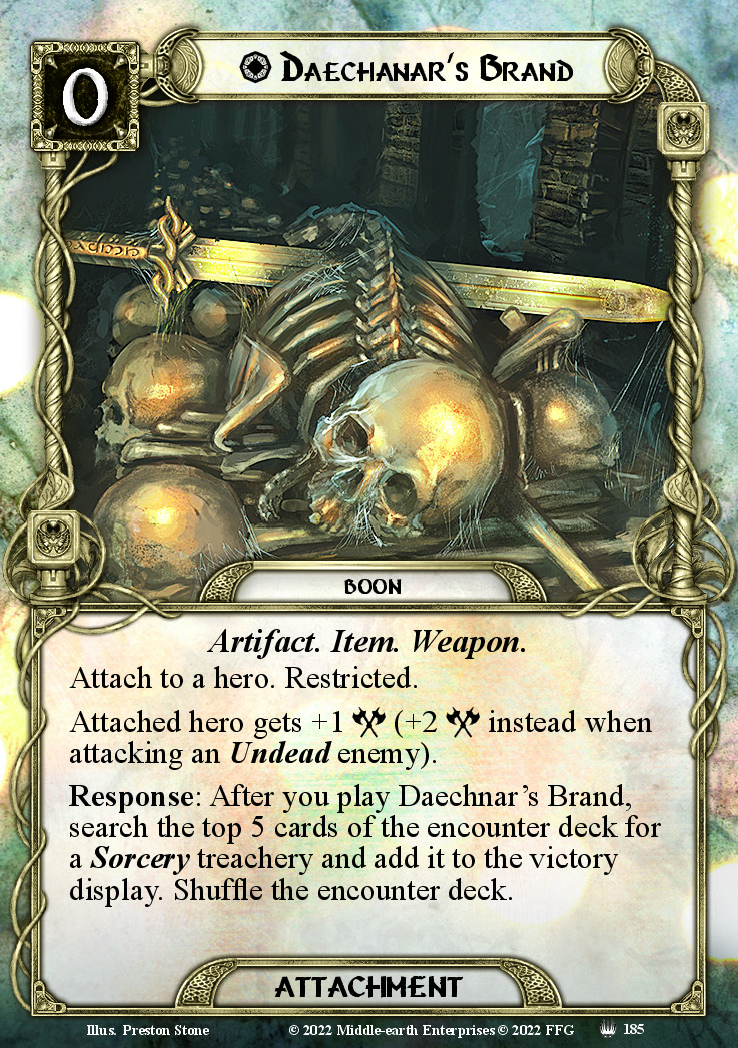 0
Daechanar's Brand
BOON
Artifact. Item. Weapon.
Attach to a hero. Restricted.
Attached hero gets +1 (+2 instead when
attacking an Undead enemy).
Response: After you play Daechnar's Brand,
search the top 5 cards of the encounter deck for
a Sorcery treachery and add it to the victory
display. Shuffle the encounter deck.
ATTACHMENT
Illus. Preston Stone © 2022 Middle-earth Enterprises © 2022 FFG 185